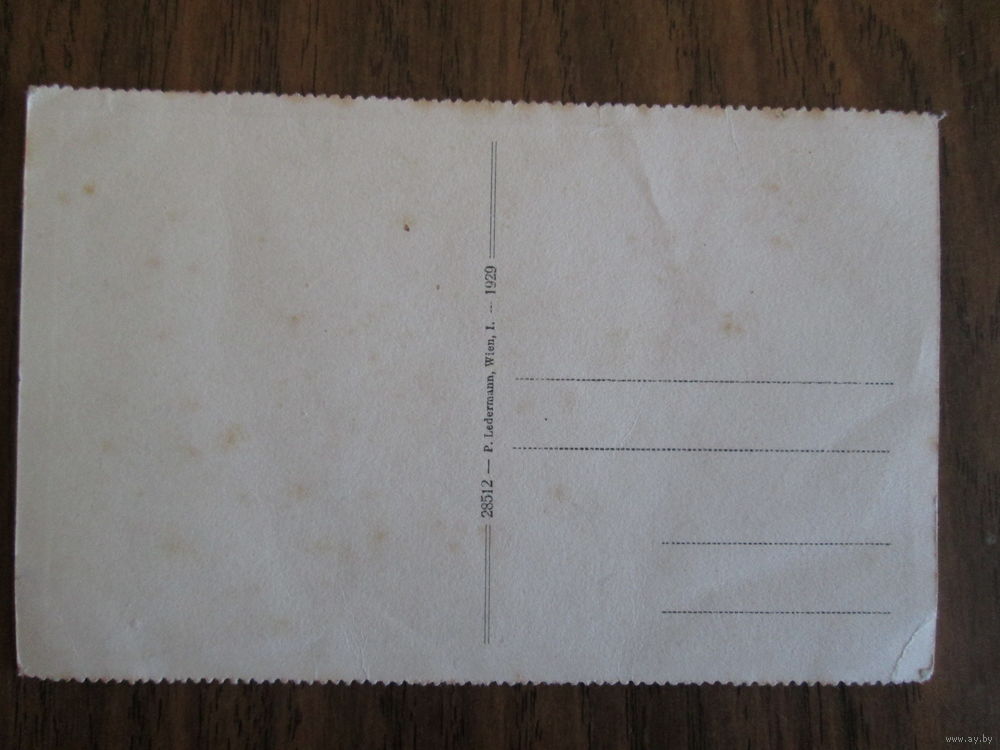 28512 — P. Ledermann, Wien, I. — 1929
www.ay.by